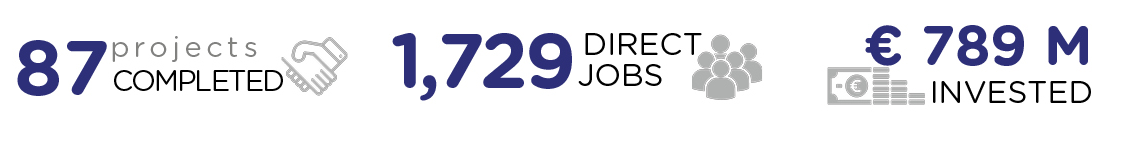 87 projects
COMPLETED
1,729 DIRECT
JOBS
€ 789 M
€
INVESTED